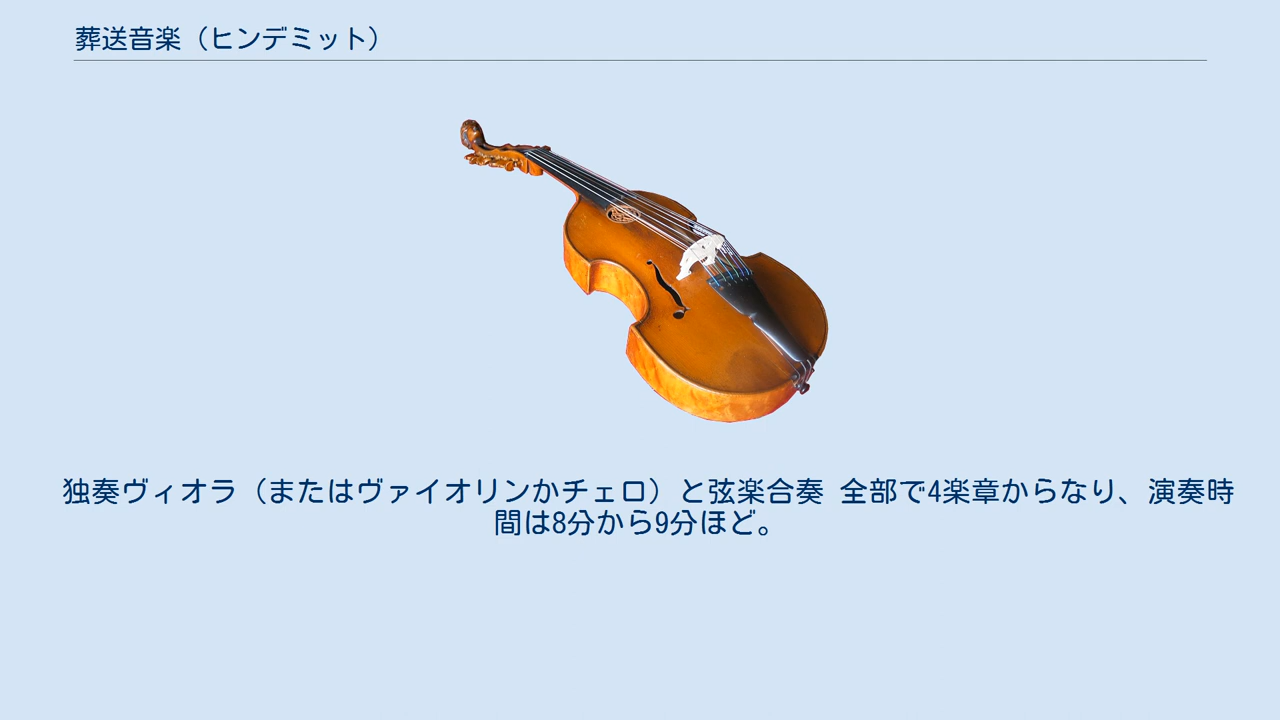 葬送音楽（ヒンデミット）
独奏ヴィオラ（またはヴァイオリンかチェロ）と弦楽合奏 全部で4楽章からなり、演奏時
間は8分から9分ほど。